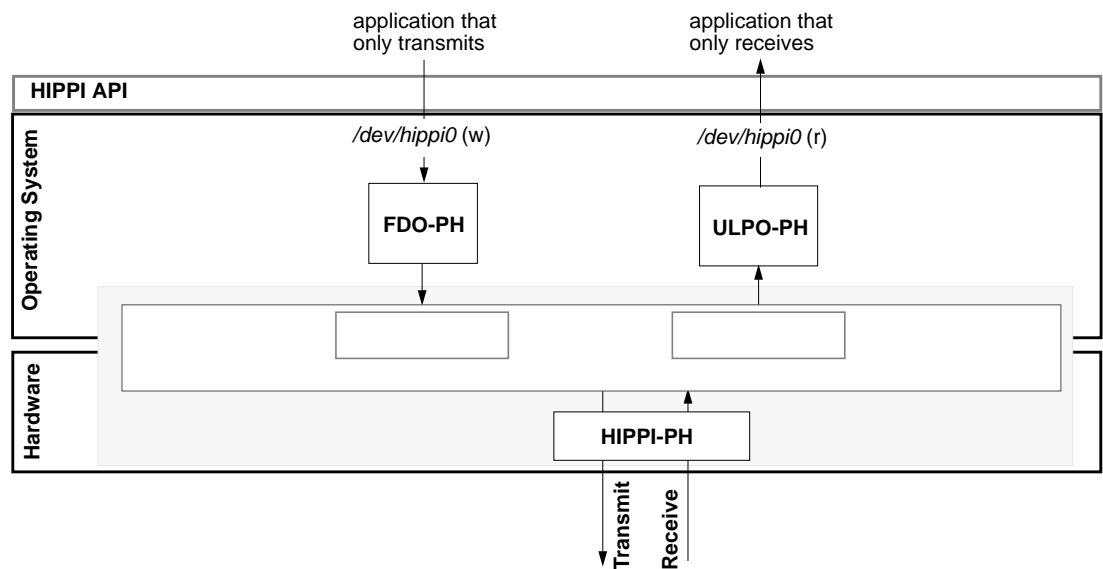 application that
only transmits
application that
only receives
HIPPI API
/dev/hippi0 (w)
/dev/hippi0 (r)
Operating System
FDO-PH
ULPO-PH
Hardware
HIPPI-PH
Transmit
Receive